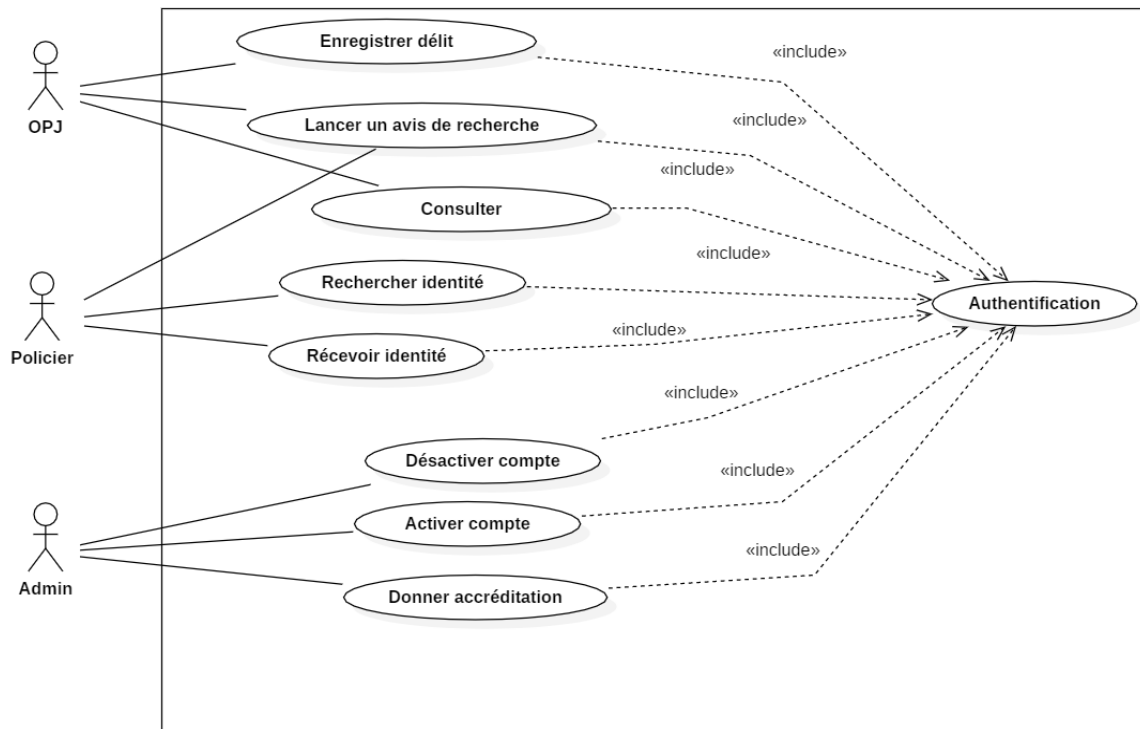 Enregistrer délit
«include»
OPJ
Lancer un avis de recherche
«include»
«include»
Consulter
«include»
Rechercher identité
Authentification
Policier
Récevoir identité
«include»
«include»
Désactiver compte
«include»
Admin
Activer compte
«include»
Donner accréditation